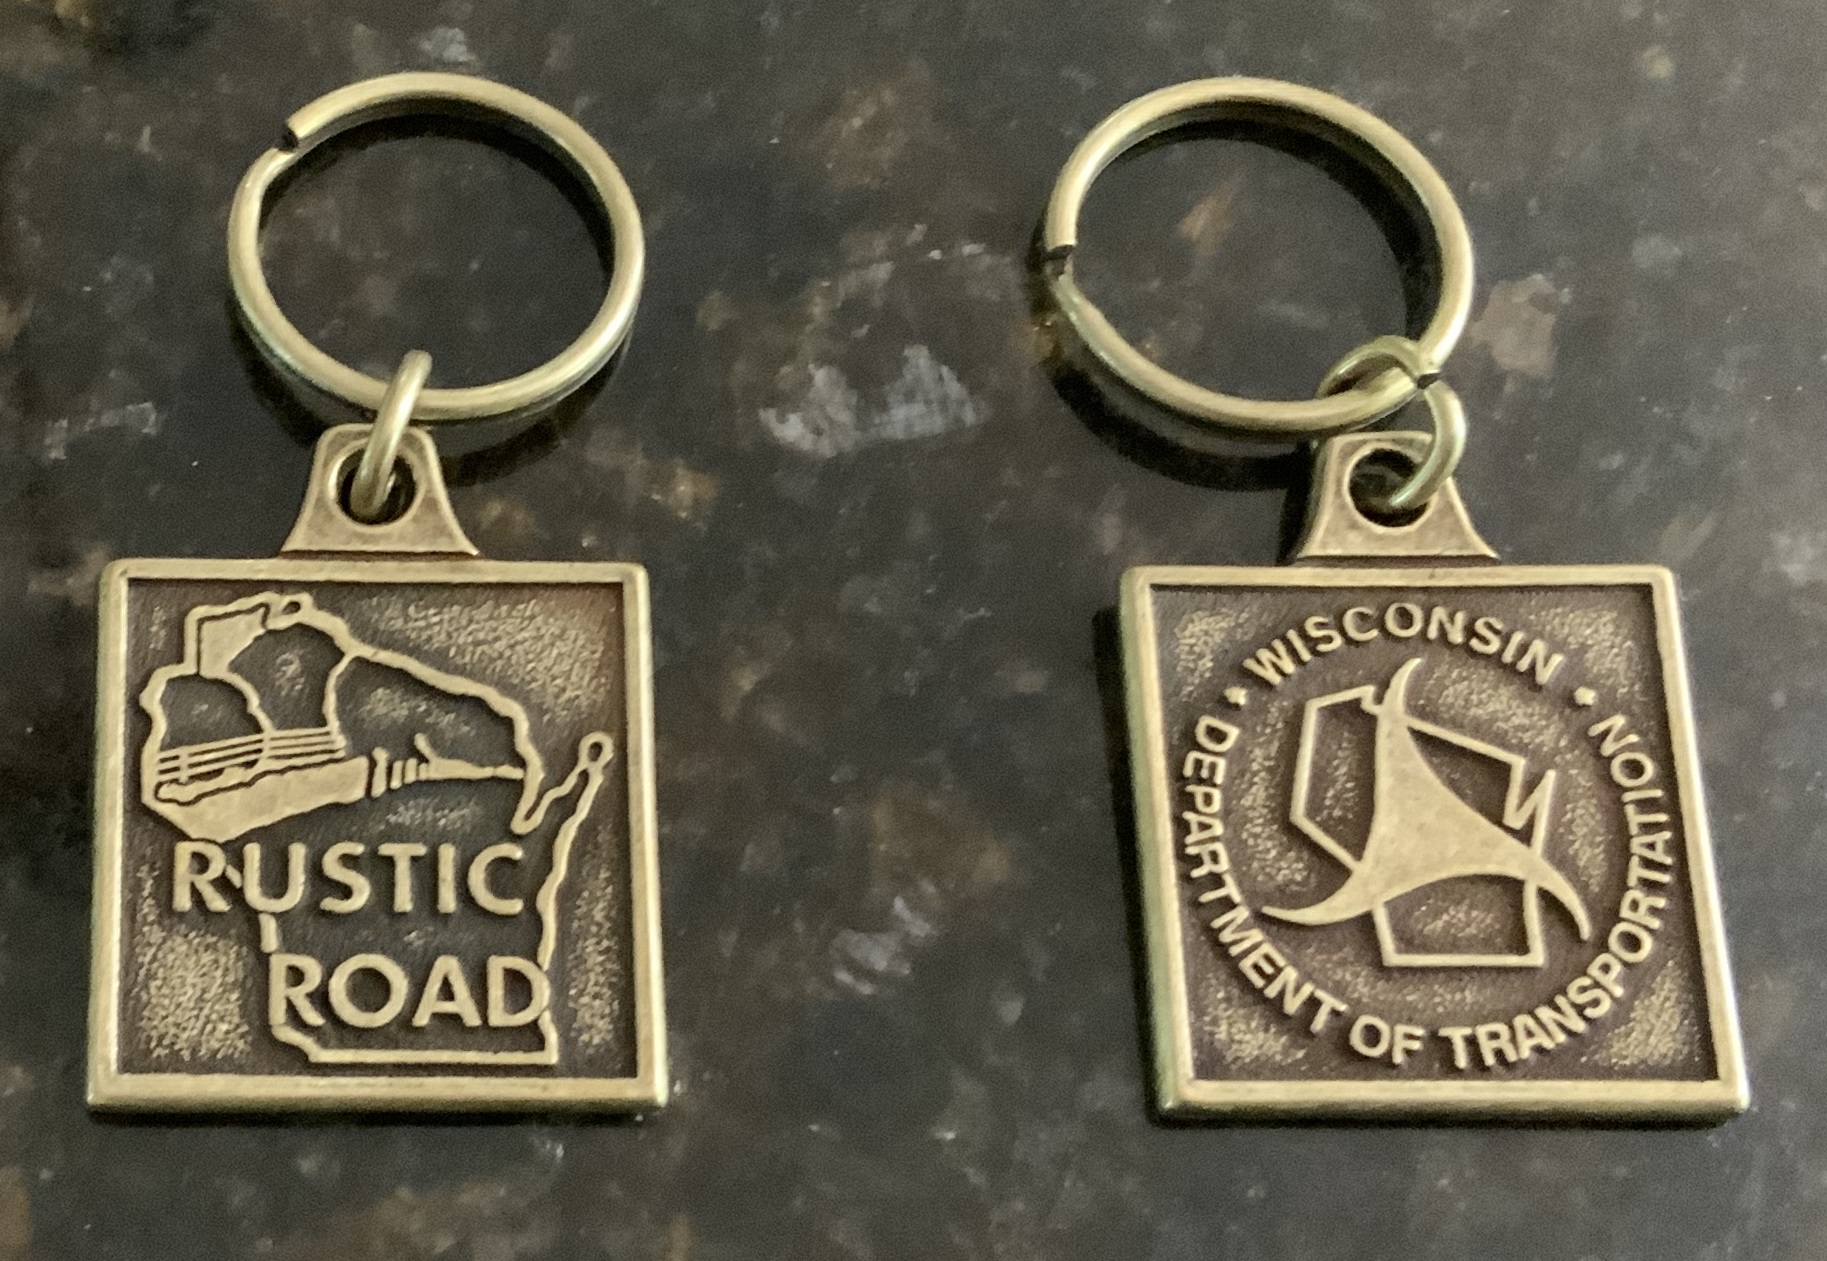 RUSTIC
ROAD
• WISCONSIN •
DEPARTMENT OF TRANSPORTATION